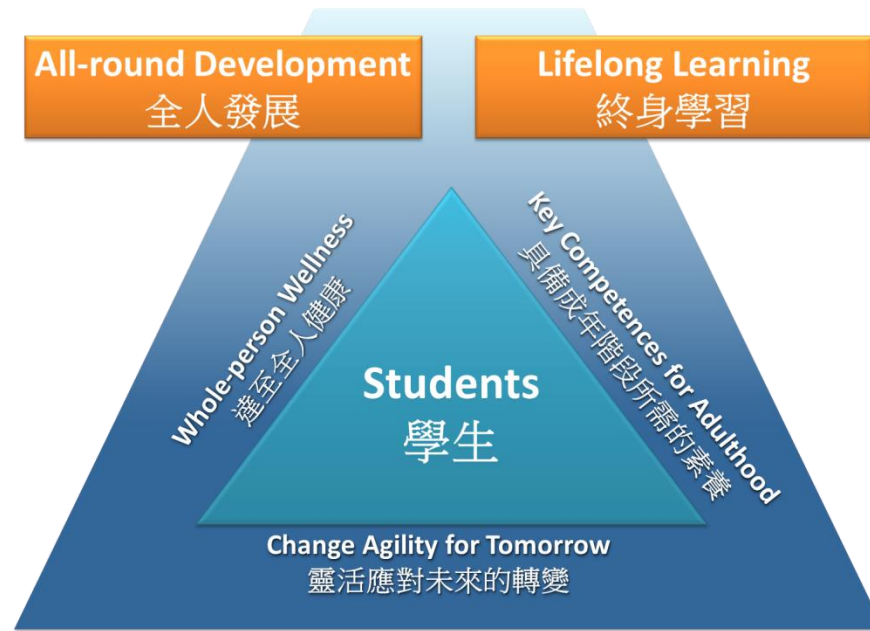 All-round Development
全人發展
Lifelong Learning
終身學習
Whole-person Wellness
達至全人健康
Key Competences for Adulthood
具備成年階段所需的素養
Students
學生
Change Agility for Tomorrow
靈活應對未來的轉變